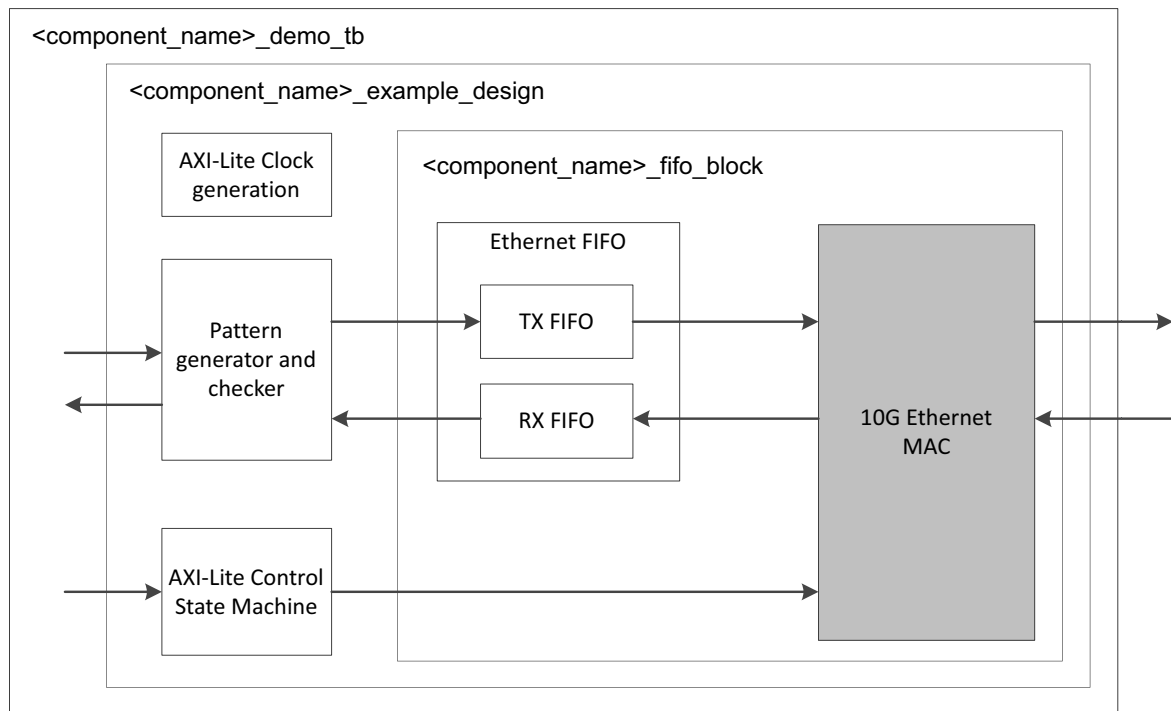 <component_name>_demo_tb
<component_name>_example_design
AXI-Lite Clock
generation
<component_name>_fifo_block
Ethernet FIFO
TX FIFO
Pattern
generator and
checker
RX FIFO
10G Ethernet
MAC
AXI-Lite Control
State Machine